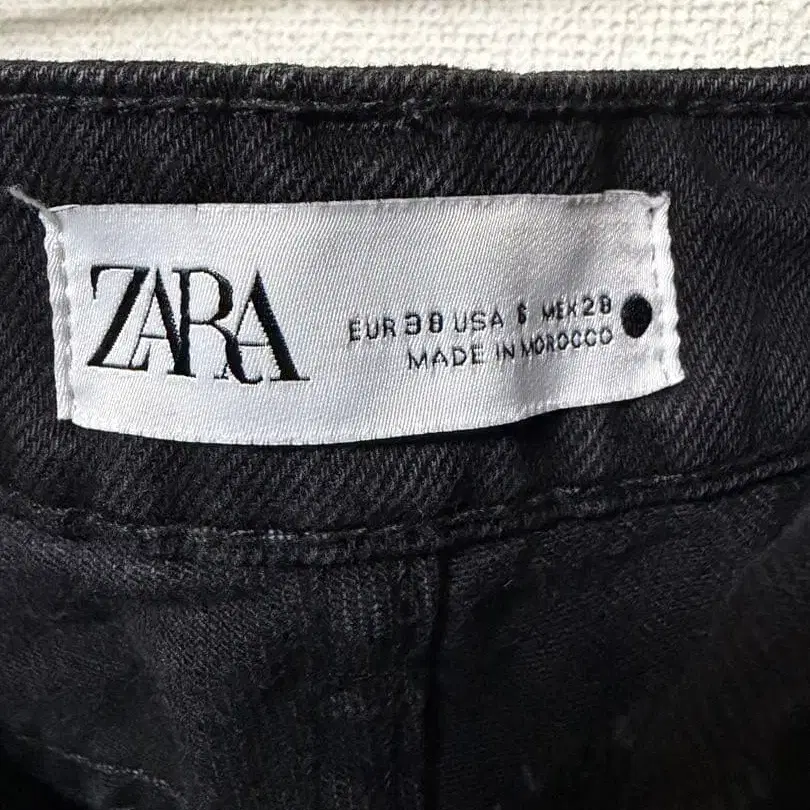 ZARA
EUR 38 USA 6 MEX 28
MADE IN MOROCCO